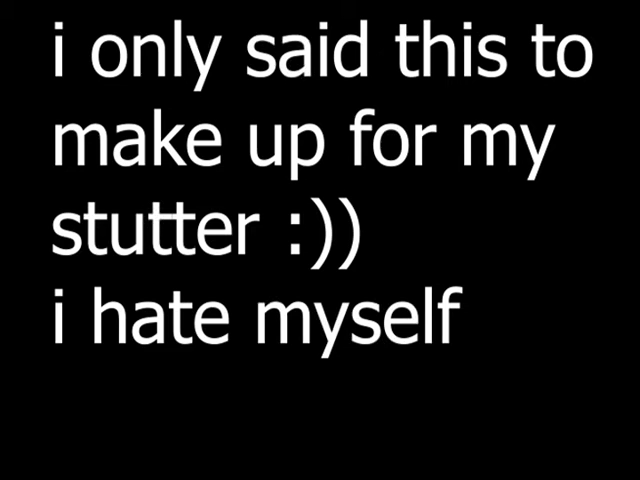 i only said this to
make up for my
stutter :))
i hate myself